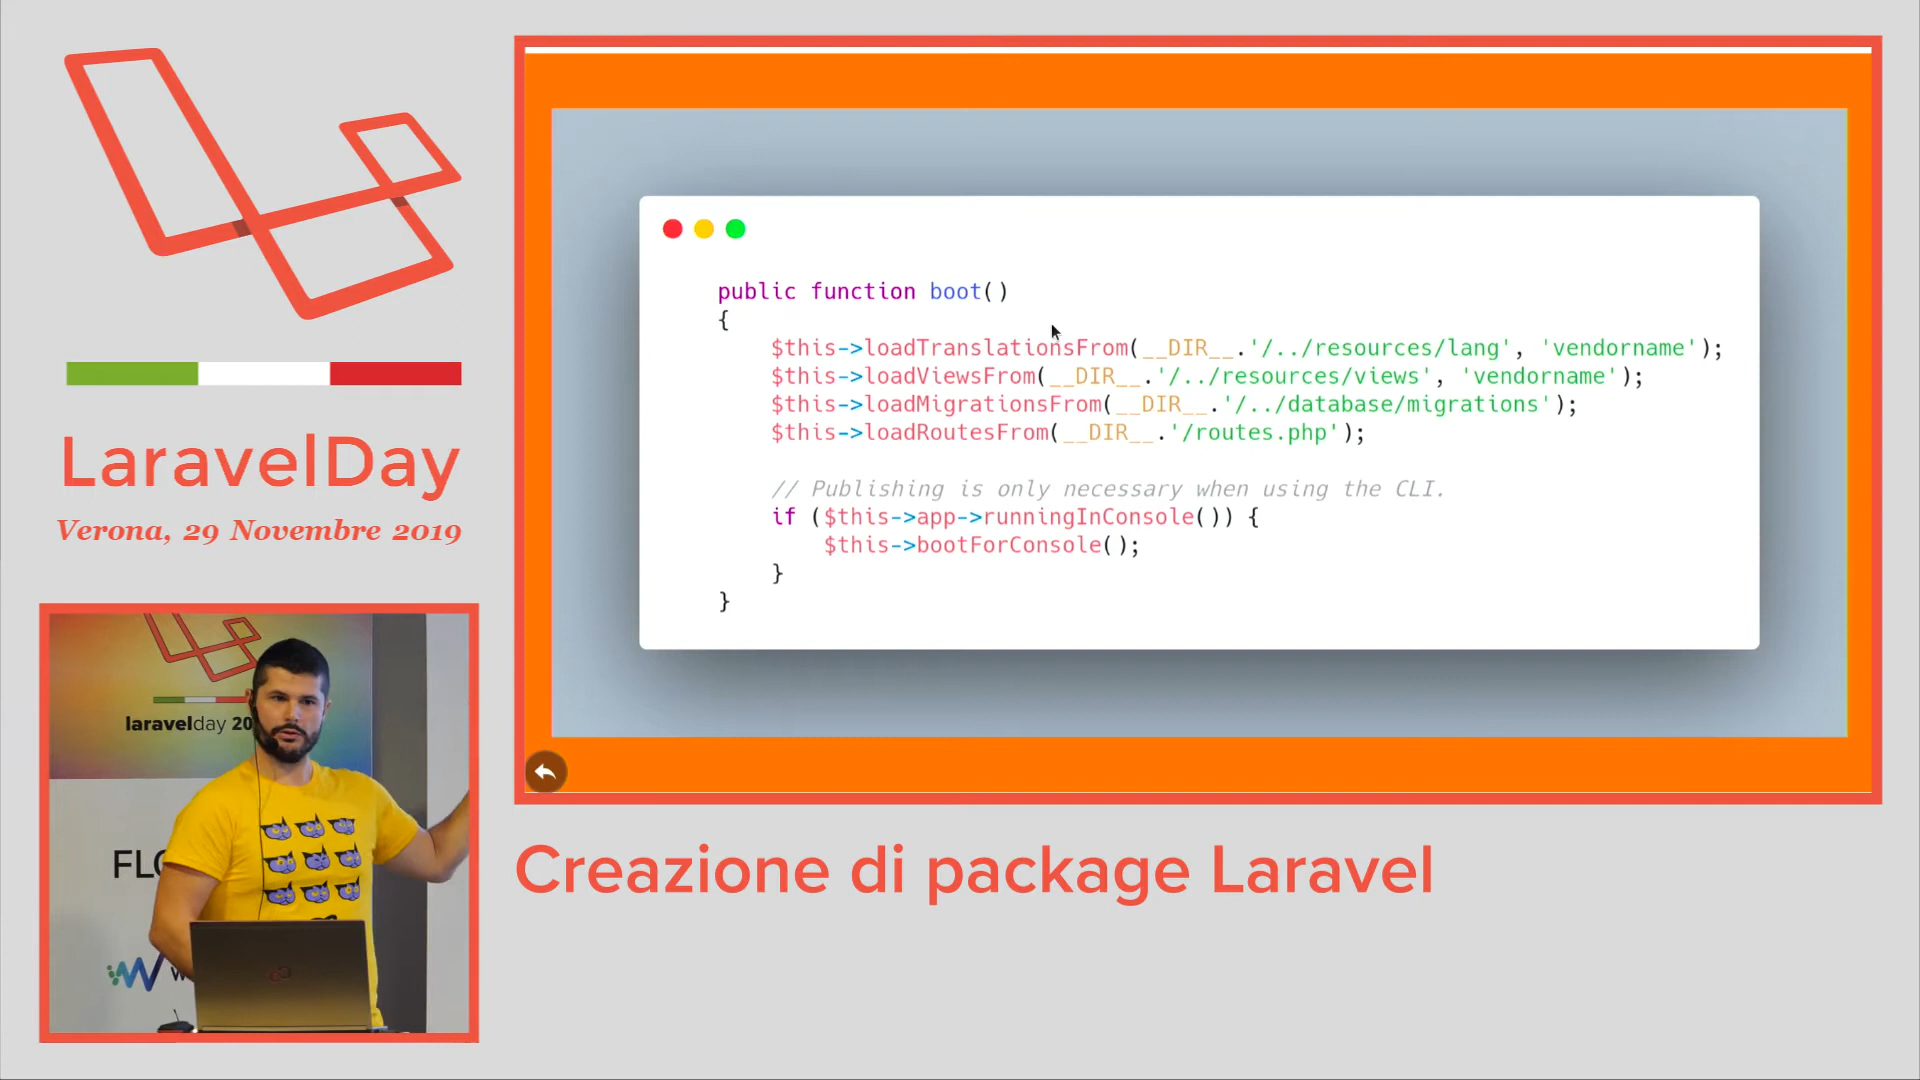 LaravelDay
Verona, 29 Novembre 2019
laravelday 20
FLO
W
public function boot()
{
    $this->loadTranslationsFrom(__DIR__.'/../resources/lang', 'vendorname');
    $this->loadViewsFrom(__DIR__.'/../resources/views', 'vendorname');
    $this->loadMigrationsFrom(__DIR__.'/../database/migrations');
    $this->loadRoutesFrom(__DIR__.'/routes.php');
    // Publishing is only necessary when using the CLI.
    if ($this->app->runningInConsole()) {
        $this->bootForConsole();
    }
}
Creazione di package Laravel